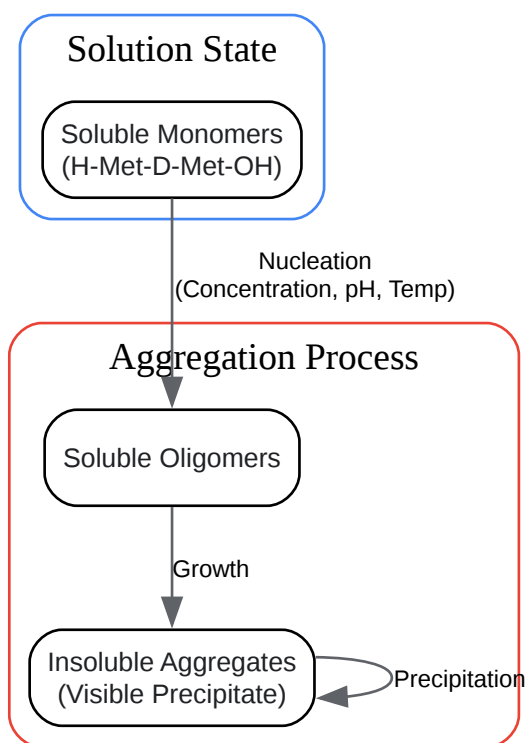 Solution State
Soluble Monomers
(H-Met-D-Met-OH)
Nucleation
(Concentration, pH, Temp)
Aggregation Process
Soluble Oligomers
Growth
Insoluble Aggregates
(Visible Precipitate)
Precipitation